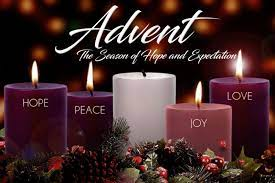 Advent
The Season of Hope and Expectation
HOPE
PEACE
JOY
LOVE